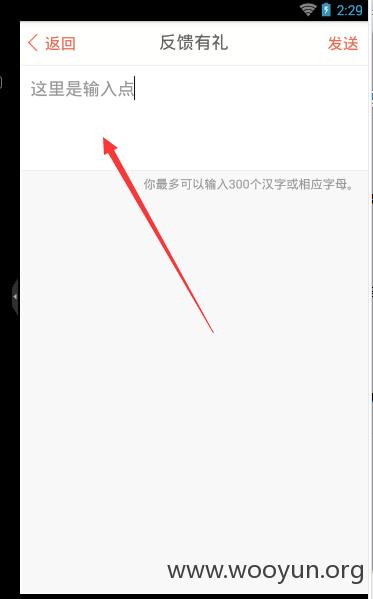 2:29
返回 反馈有礼 发送
这里是输入点
你最多可以输入300个汉字或相应字母。
www.wooyun.org